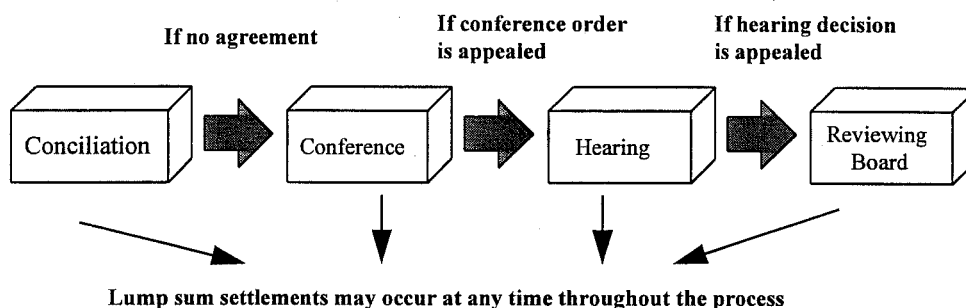 If no agreement
If conference order
is appealed
If hearing decision
is appealed
Conciliation
Conference
Hearing
Reviewing
Board
Lump sum settlements may occur at any time throughout the process